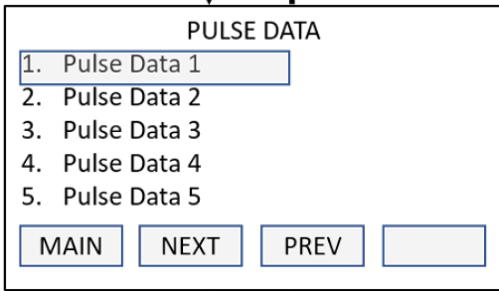 PULSE DATA
1. Pulse Data 1
2. Pulse Data 2
3. Pulse Data 3
4. Pulse Data 4
5. Pulse Data 5
MAIN NEXT PREV